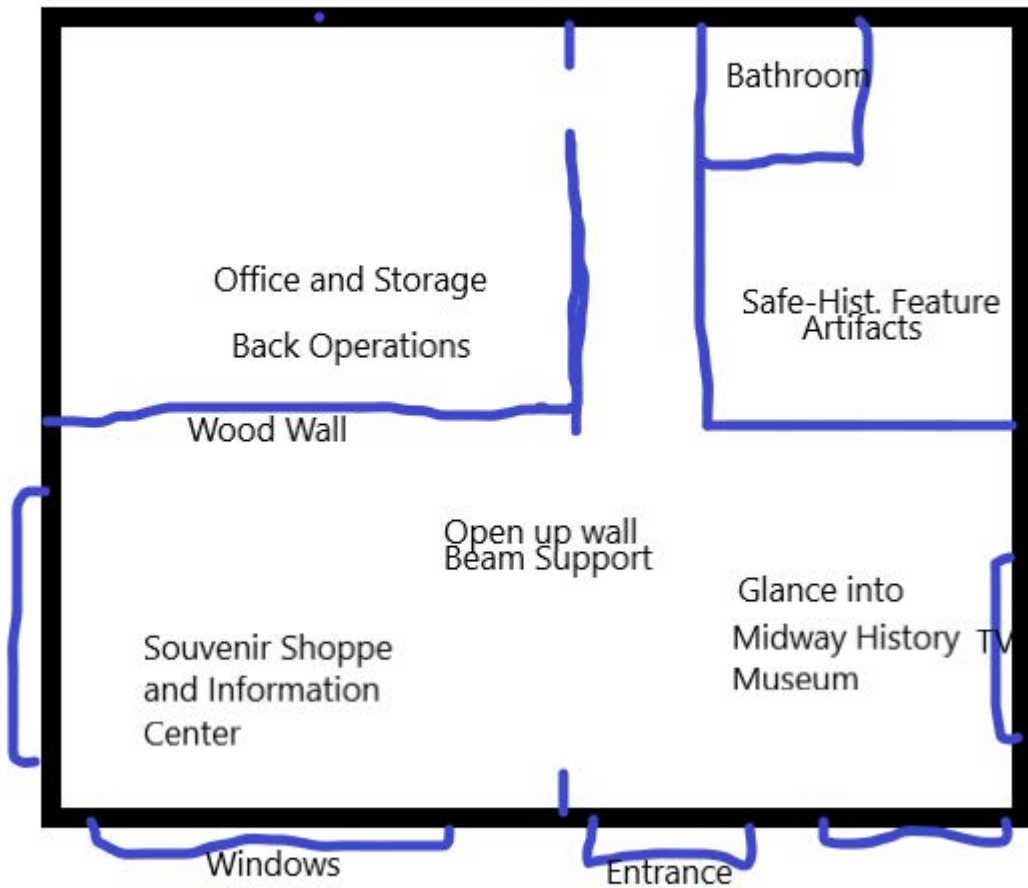 Bathroom
Office and Storage
Back Operations
Safe-Hist. Feature
Artifacts
Wood Wall
Open up wall
Beam Support
Glance into
Midway History
Museum
TV
Souvenir Shoppe
and Information
Center
Windows
Entrance